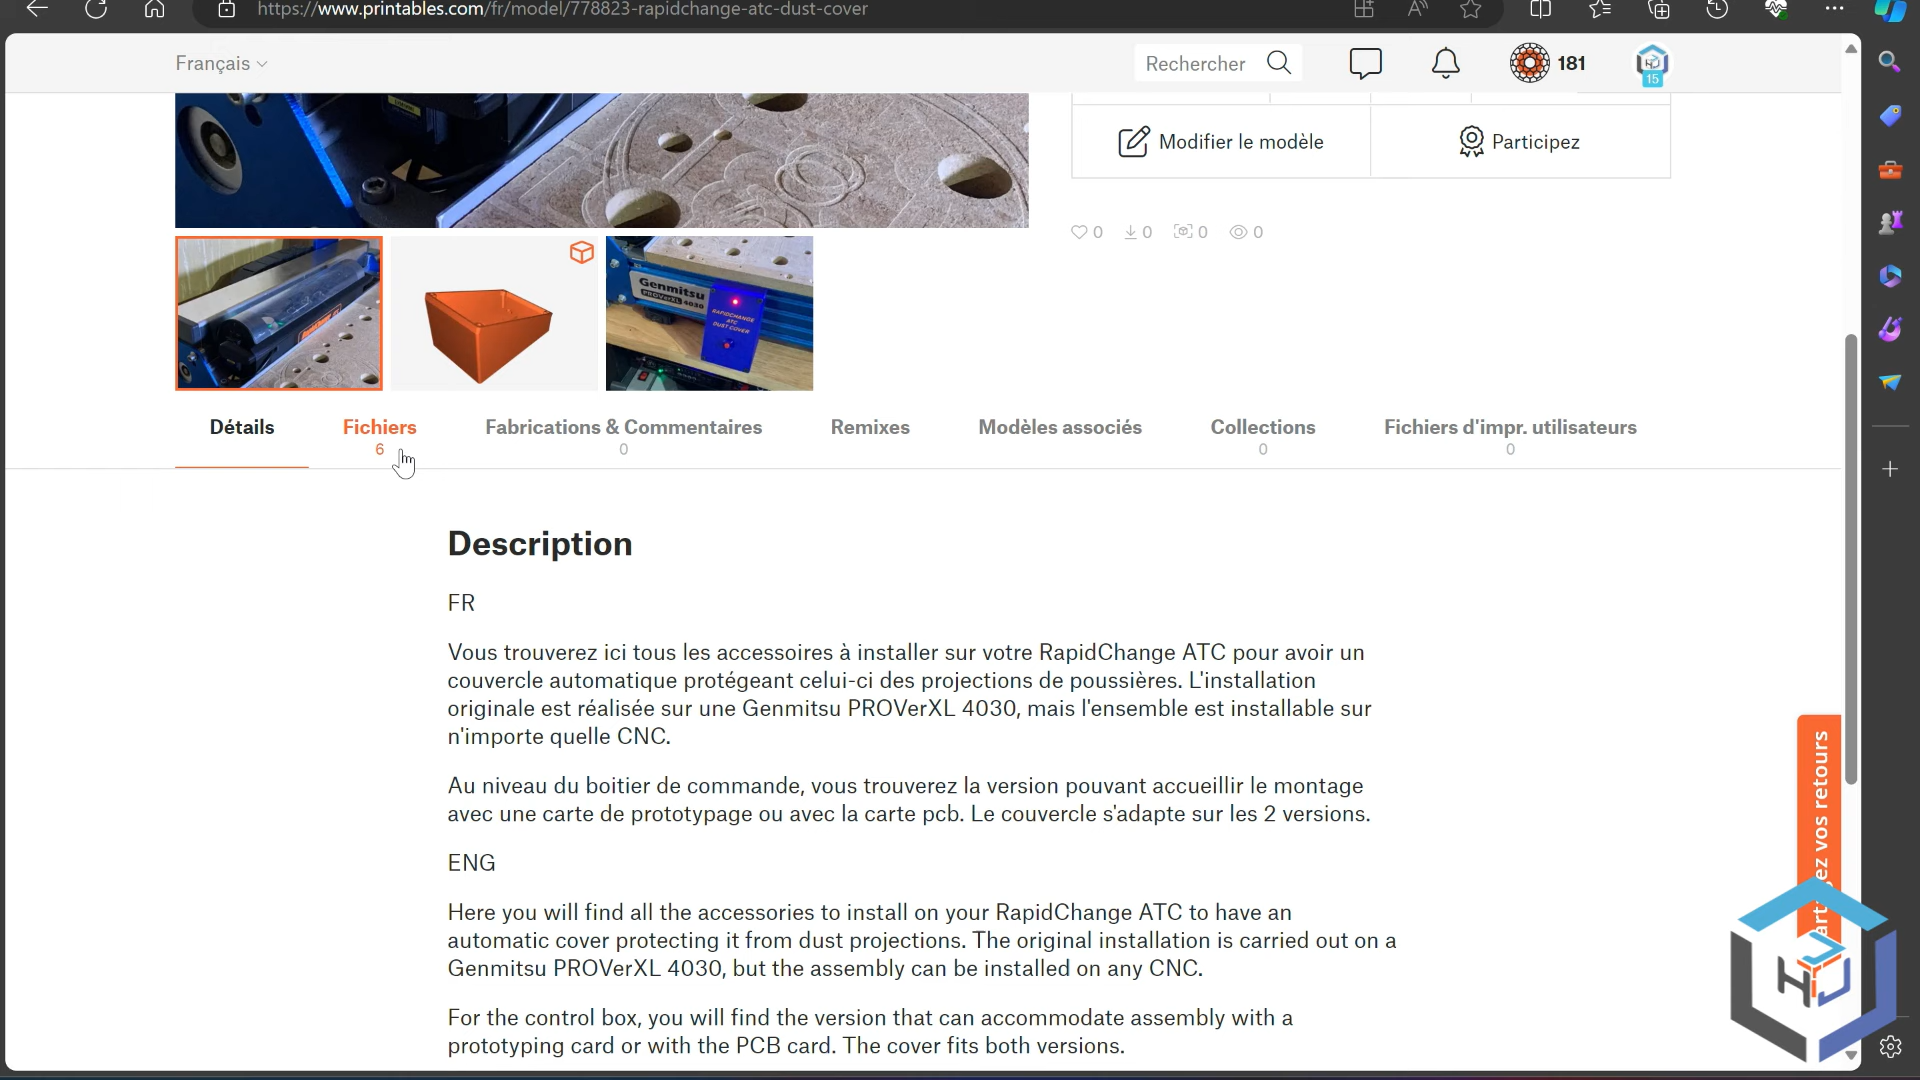 https://www.printables.com/fr/model/778823-rapidchange-atc-dust-cover
Français
Rechercher
181
15
Modifier le modèle
Participez
0 0 0 0
Genmitsu
PROVerXL 4030
RAPIDCHANGE
ATC
DUST COVER
Détails
Fichiers
6
Fabrications & Commentaires
0
Remixes
Modèles associés
Collections
0
Fichiers d'impr. utilisateurs
0
Description
FR
Vous trouverez ici tous les accessoires à installer sur votre RapidChange ATC pour avoir un
couvercle automatique protégeant celui-ci des projections de poussières. L'installation
originale est réalisée sur une Genmitsu PROVerXL 4030, mais l'ensemble est installable sur
n'importe quelle CNC.
Au niveau du boitier de commande, vous trouverez la version pouvant accueillir le montage
avec une carte de prototypage ou avec la carte pcb. Le couvercle s'adapte sur les 2 versions.
ENG
Here you will find all the accessories to install on your RapidChange ATC to have an
automatic cover protecting it from dust projections. The original installation is carried out on a
Genmitsu PROVerXL 4030, but the assembly can be installed on any CNC.
For the control box, you will find the version that can accommodate assembly with a
prototyping card or with the PCB card. The cover fits both versions.
vos retours
HJ